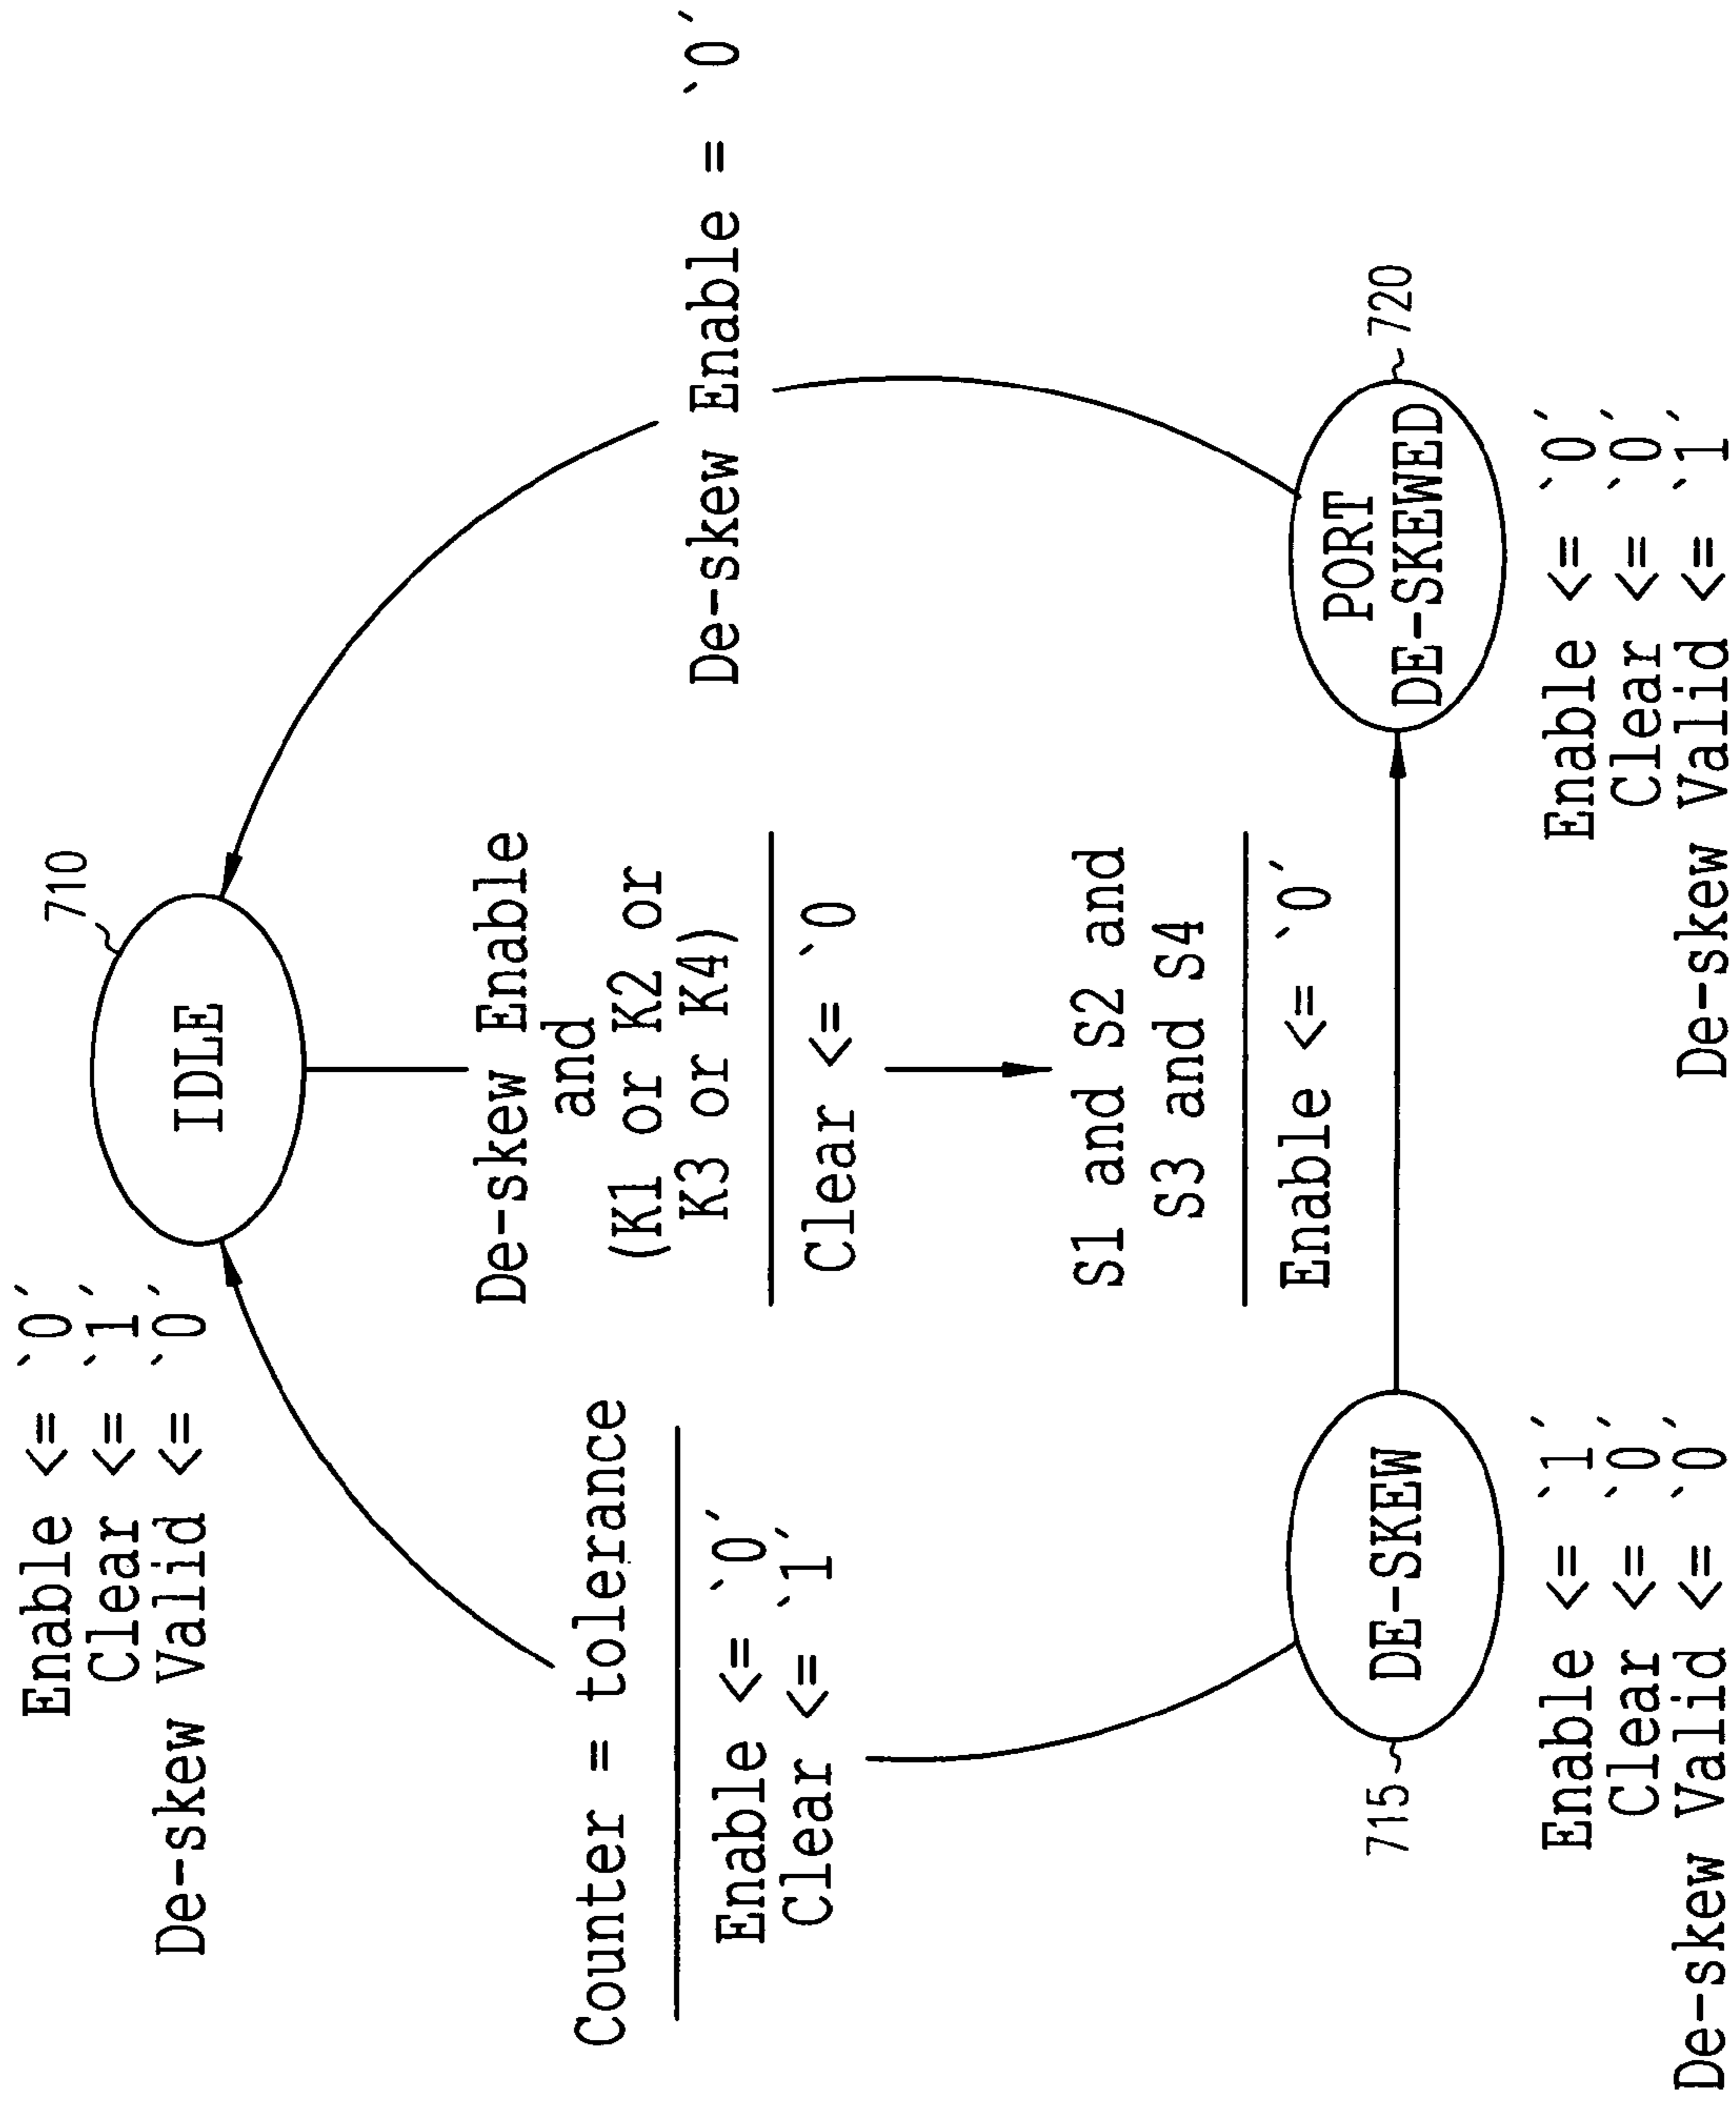 Enable <= `0′
Clear <= `1′
De-skew Valid <= `0′
710
IDLE
Counter = tolerance
Enable <= `0′
Clear <= `1′
De-skew Enable
and
(K1 or K2 or
K3 or K4)
Clear <= `0
De-skew Enable = `0′
S1 and S2 and
S3 and S4
Enable <= `0′
715
DE-SKEW
Enable <= `1′
Clear <= `0′
De-skew Valid <= `0′
720
PORT
DE-SKEWED
Enable <= `0′
Clear <= `0′
De-skew Valid <= `1′